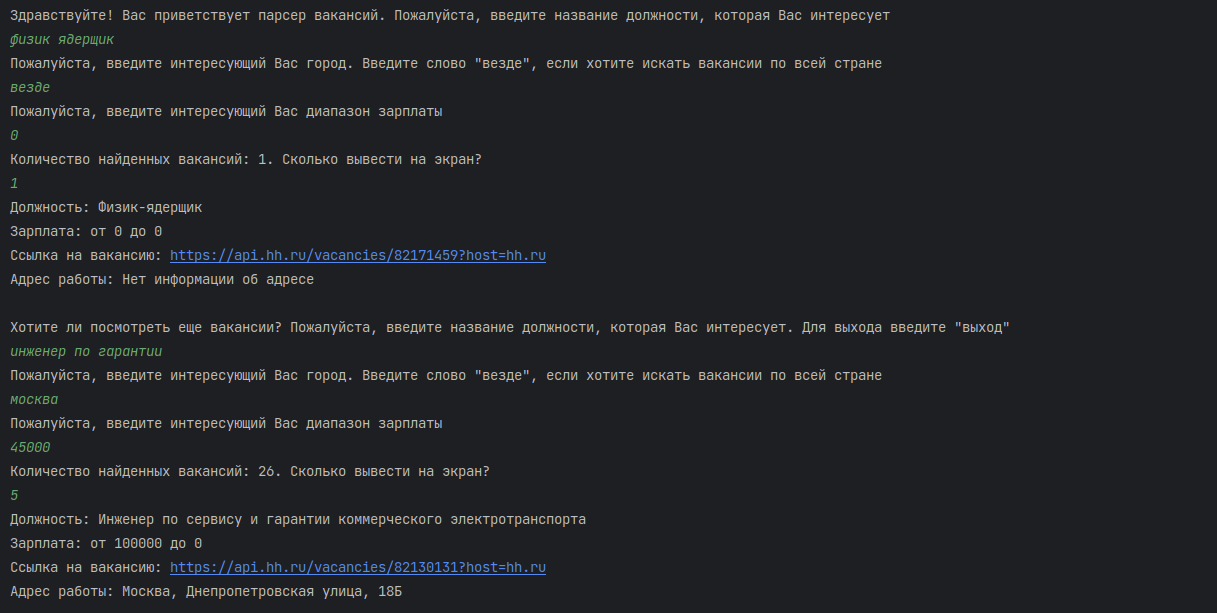 Здравствуйте! Вас приветствует парсер вакансий. Пожалуйста, введите название должности, которая Вас интересует
физик ядерщик
Пожалуйста, введите интересующий Вас город. Введите слово "везде", если хотите искать вакансии по всей стране
везде
Пожалуйста, введите интересующий Вас диапазон зарплаты
0
Количество найденных вакансий: 1. Сколько вывести на экран?
1
Должность: Физик-ядерщик
Зарплата: от 0 до 0
Ссылка на вакансию: https://api.hh.ru/vacancies/82171459?host=hh.ru
Адрес работы: Нет информации об адресе
Хотите ли посмотреть еще вакансии? Пожалуйста, введите название должности, которая Вас интересует. Для выхода введите "выход"
инженер по гарантии
Пожалуйста, введите интересующий Вас город. Введите слово "везде", если хотите искать вакансии по всей стране
москва
Пожалуйста, введите интересующий Вас диапазон зарплаты
45000
Количество найденных вакансий: 26. Сколько вывести на экран?
5
Должность: Инженер по сервису и гарантии коммерческого электротранспорта
Зарплата: от 100000 до 0
Ссылка на вакансию: https://api.hh.ru/vacancies/82130131?host=hh.ru
Адрес работы: Москва, Днепропетровская улица, 18Б